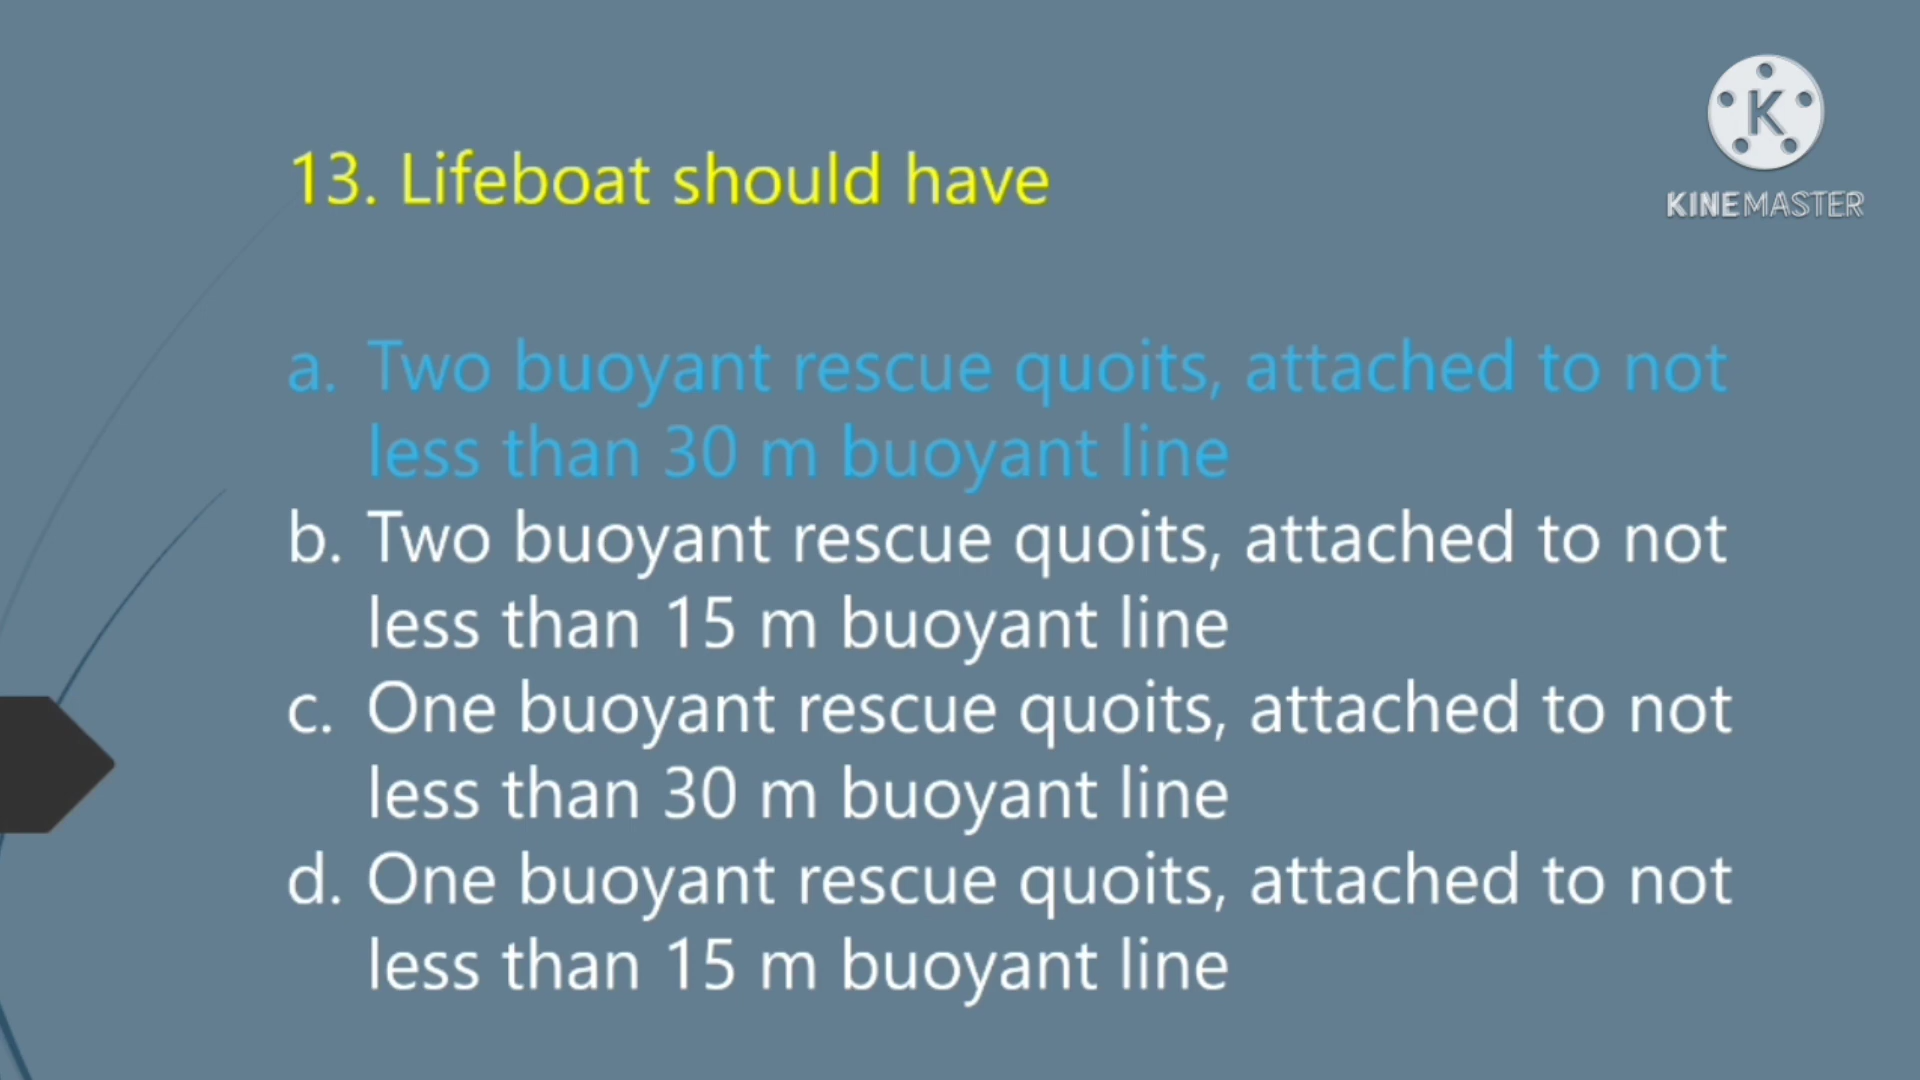 13. Lifeboat should have
a. Two buoyant rescue quoits, attached to not
less than 30 m buoyant line
b. Two buoyant rescue quoits, attached to not
less than 15 m buoyant line
c. One buoyant rescue quoits, attached to not
less than 30 m buoyant line
d. One buoyant rescue quoits, attached to not
less than 15 m buoyant line
K
KINEMASTER